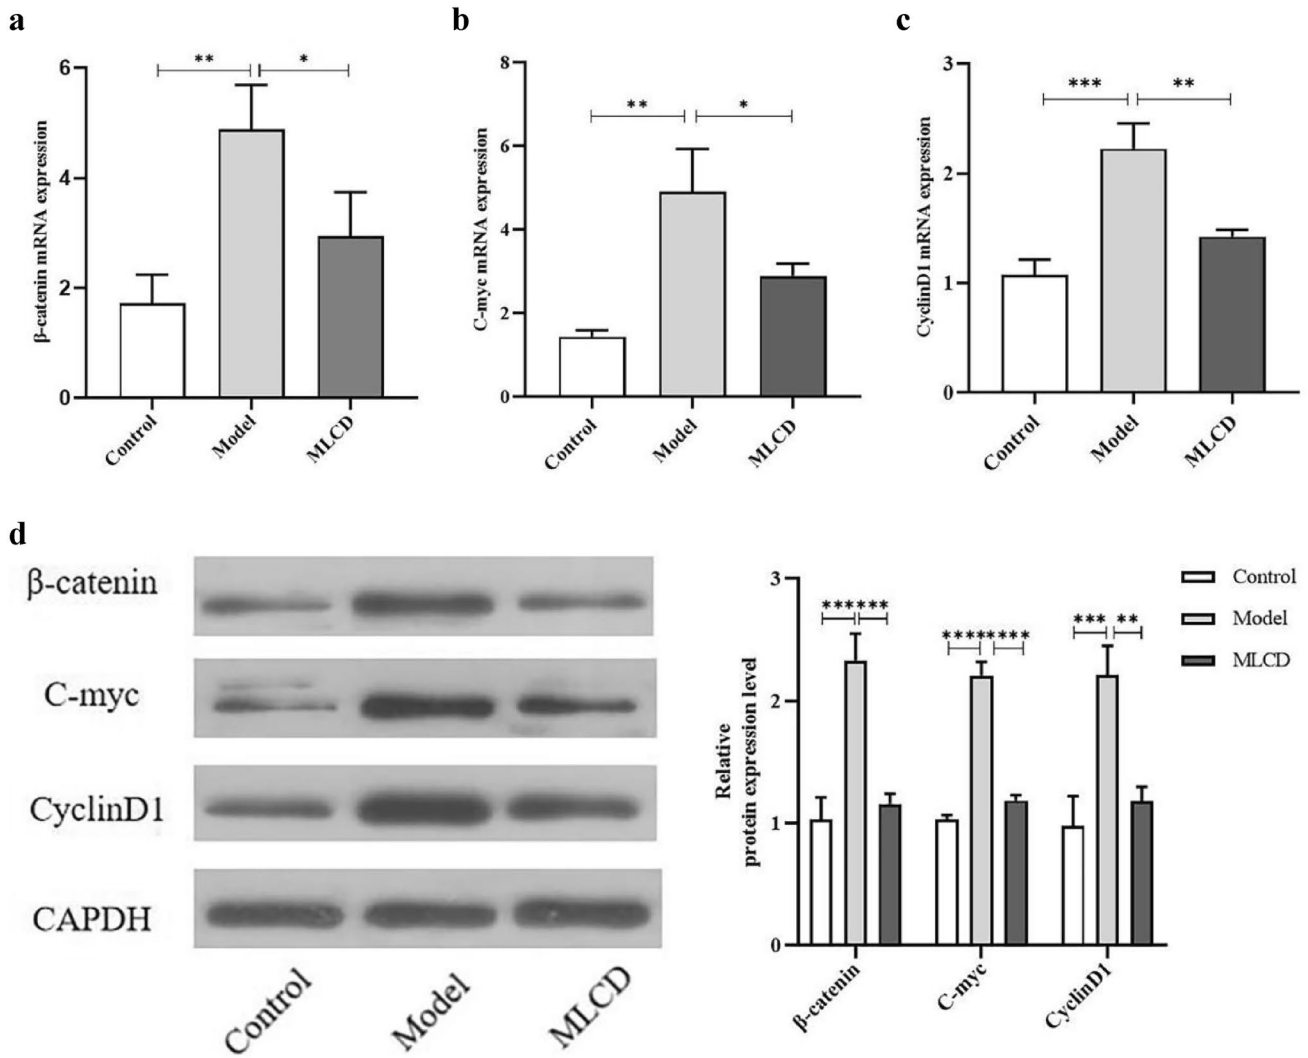 a
b
c
** *
6
4
2
0
β-catenin mRNA expression
Control
Model
MLCD
** *
8
6
4
2
0
C-myc mRNA expression
Control
Model
MLCD
*** **
3
2
1
0
CyclinD1 mRNA expression
Control
Model
MLCD
d
β-catenin
C-myc
CyclinD1
CAPDH
Control
Model
MLCD
3
2
1
0
Relative
protein expression level
******
********
*** **
β-catenin
C-myc
CyclinD1
Control
Model
MLCD